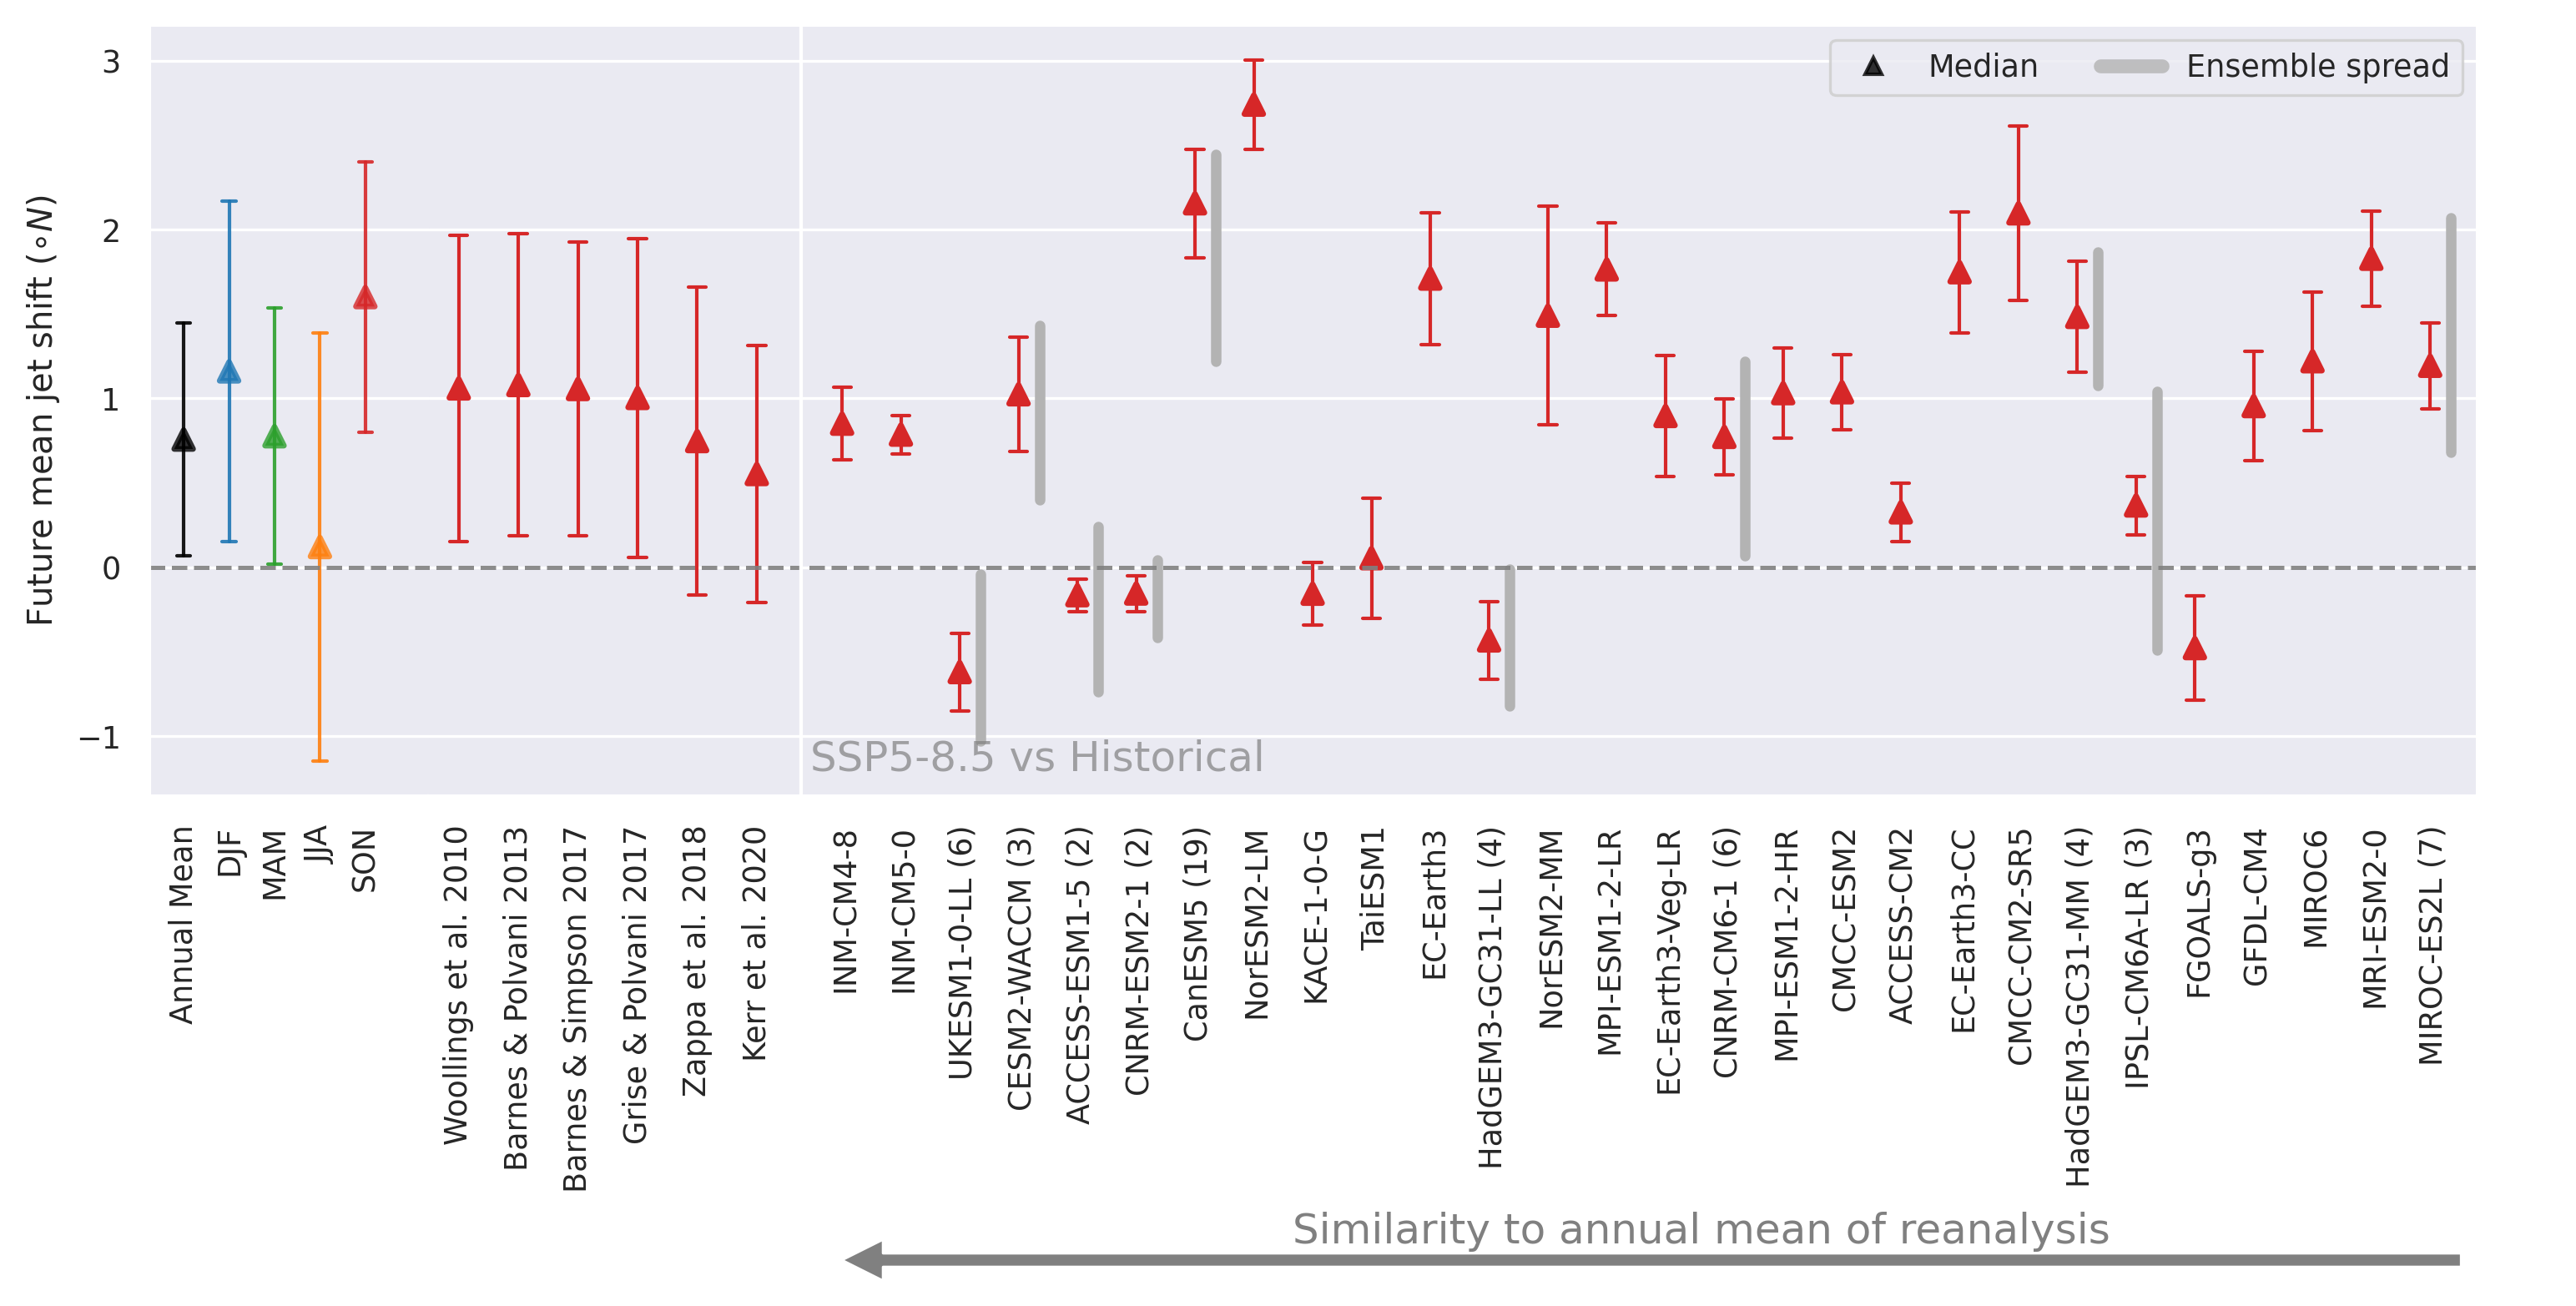 Future mean jet shift (∘N)
3
2
1
0
−1
Median
Ensemble spread
SSP5-8.5 vs Historical
Annual Mean
DJF
MAM
JJA
SON
Woollings et al. 2010
Barnes & Polvani 2013
Barnes & Simpson 2017
Grise & Polvani 2017
Zappa et al. 2018
Kerr et al. 2020
INM-CM4-8
INM-CM5-0
UKESM1-0-LL (6)
CESM2-WACCM (3)
ACCESS-ESM1-5 (2)
CNRM-ESM2-1 (2)
CanESM5 (19)
NorESM2-LM
KACE-1-0-G
TaiESM1
EC-Earth3
HadGEM3-GC31-LL (4)
NorESM2-MM
MPI-ESM1-2-LR
EC-Earth3-Veg-LR
CNRM-CM6-1 (6)
MPI-ESM1-2-HR
CMCC-ESM2
ACCESS-CM2
EC-Earth3-CC
CMCC-CM2-SR5
HadGEM3-GC31-MM (4)
IPSL-CM6A-LR (3)
FGOALS-g3
GFDL-CM4
MIROC6
MRI-ESM2-0
MIROC-ES2L (7)
Similarity to annual mean of reanalysis